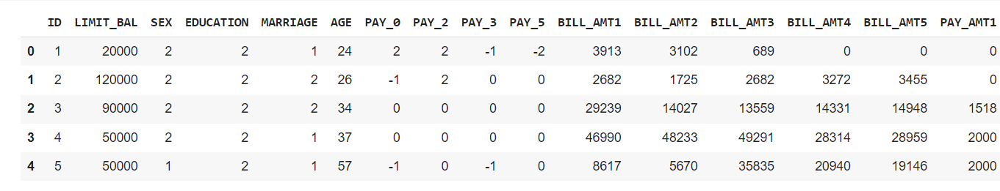 ID LIMIT_BAL SEX EDUCATION MARRIAGE AGE PAY_0 PAY_2 PAY_3 PAY_5 BILL_AMT1 BILL_AMT2 BILL_AMT3 BILL_AMT4 BILL_AMT5 PAY_AMT1
0 1 20000 2 2 1 24 2 2 -1 -2 3913 3102 689 0 0 0
1 2 120000 2 2 2 26 -1 2 0 0 2682 1725 2682 3272 3455 0
2 3 90000 2 2 2 34 0 0 0 0 29239 14027 13559 14331 14948 1518
3 4 50000 2 2 1 37 0 0 0 0 46990 48233 49291 28314 28959 2000
4 5 50000 1 2 1 57 -1 0 -1 0 8617 5670 35835 20940 19146 2000